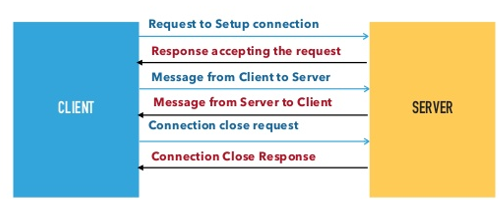 Request to Setup connection
Response accepting the request
Message from Client to Server
CLIENT
Message from Server to Client
SERVER
Connection close request
Connection Close Response